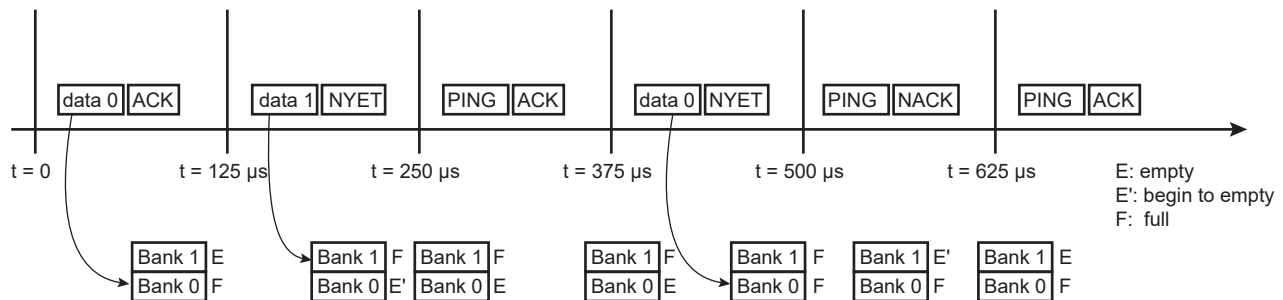 data 0 ACK data 1 NYET PING ACK data 0 NYET PING NACK PING ACK
t = 0 t = 125 µs t = 250 µs t = 375 µs t = 500 µs t = 625 µs
E: empty
E': begin to empty
F: full
Bank 1 E Bank 1 F Bank 1 F Bank 1 F Bank 1 F Bank 1 E' Bank 1 E
Bank 0 F Bank 0 E' Bank 0 E Bank 0 E Bank 0 F Bank 0 F Bank 0 F